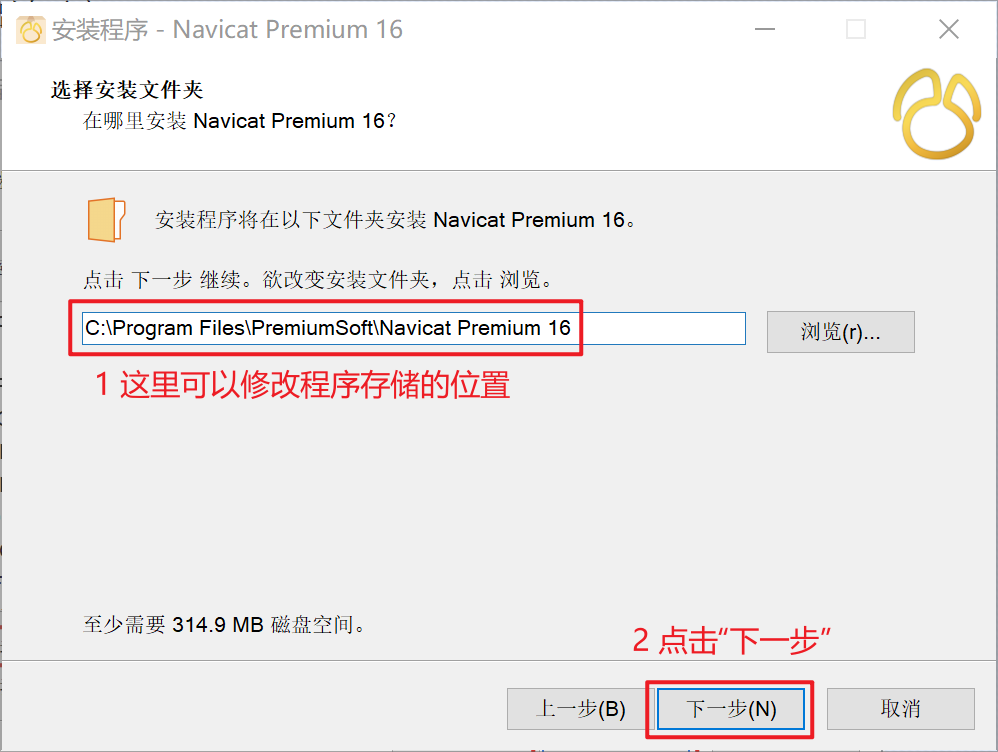 安装程序 - Navicat Premium 16
选择安装文件夹
在哪里安装 Navicat Premium 16?
安装程序将在以下文件夹安装 Navicat Premium 16。
点击 下一步 继续。欲改变安装文件夹，点击 浏览。
C:\Program Files\PremiumSoft\Navicat Premium 16
浏览(r)...
1 这里可以修改程序存储的位置
至少需要 314.9 MB 磁盘空间。
2 点击“下一步”
上一步(B)
下一步(N)
取消